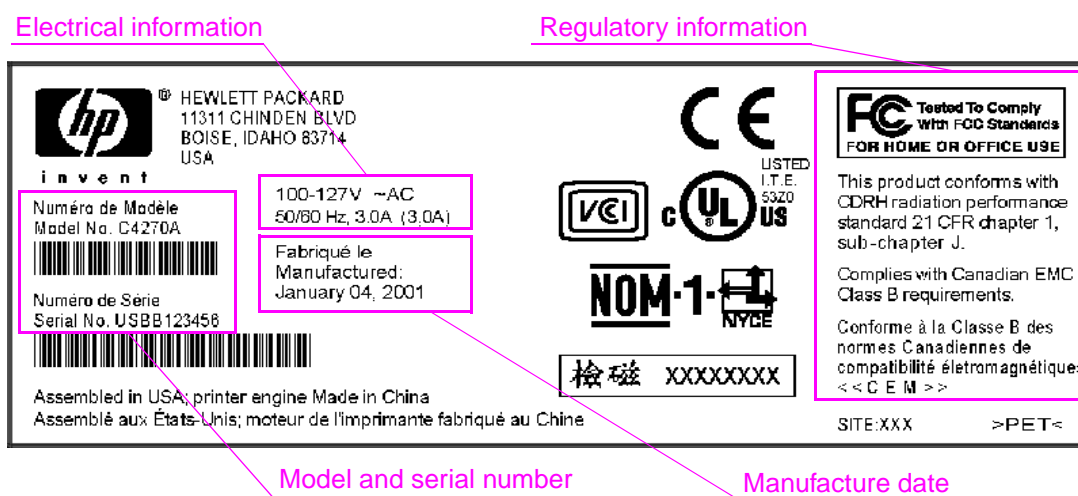 Electrical information
Regulatory information
hp
®
invent
HEWLETT PACKARD
11311 CHINDEN BLVD
BOISE, IDAHO 83714
USA
Numéro de Modèle
Model No. C4270A
Numéro de Série
Serial No. USBB123456
100-127V ~AC
50/60 Hz, 3.0A (3,0A)
Fabriqué le
Manufactured:
January 04, 2001
Assembled in USA; printer engine Made in China
Assemblé aux États-Unis; moteur de l'imprimante fabriqué au Chine
CE
VCI
c UL ® US
LISTED
I.T.E.
53Z0
NOM-1-
NYCE
檢磁 XXXXXXXX
FC Tested To Comply
With FCC Standards
FOR HOME OR OFFICE USE
This product conforms with
CDRH radiation performance
standard 21 CFR chapter 1,
sub-chapter J.
Complies with Canadian EMC
Class B requirements.
Conforme à la Classe B des
normes Canadiennes de
compatibilité életromagnétiques
<<CEM>>
SITE:XXX >PET<
Model and serial number
Manufacture date